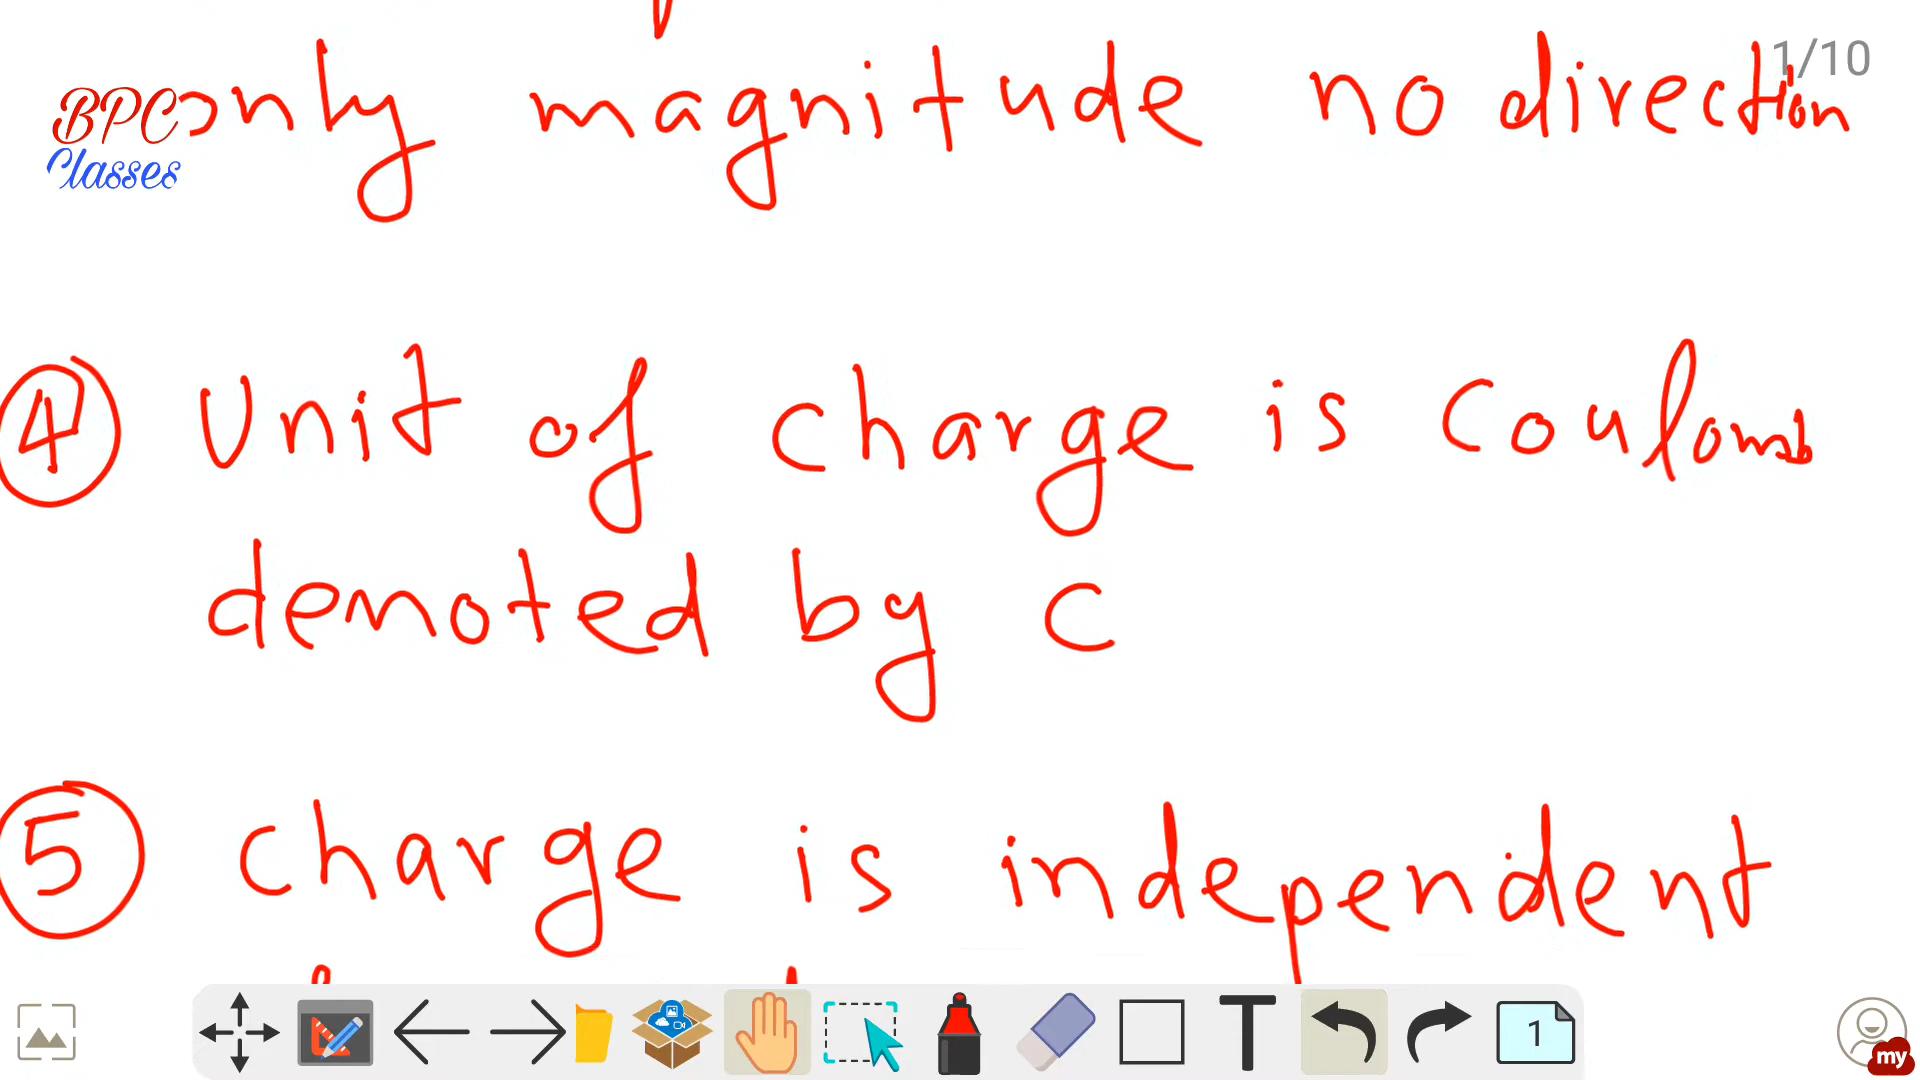 1/10
BPC
Classes
only magnitude no direction
4 Unit of charge is Coulomb
denoted by C
5 charge is independent
T
1
my